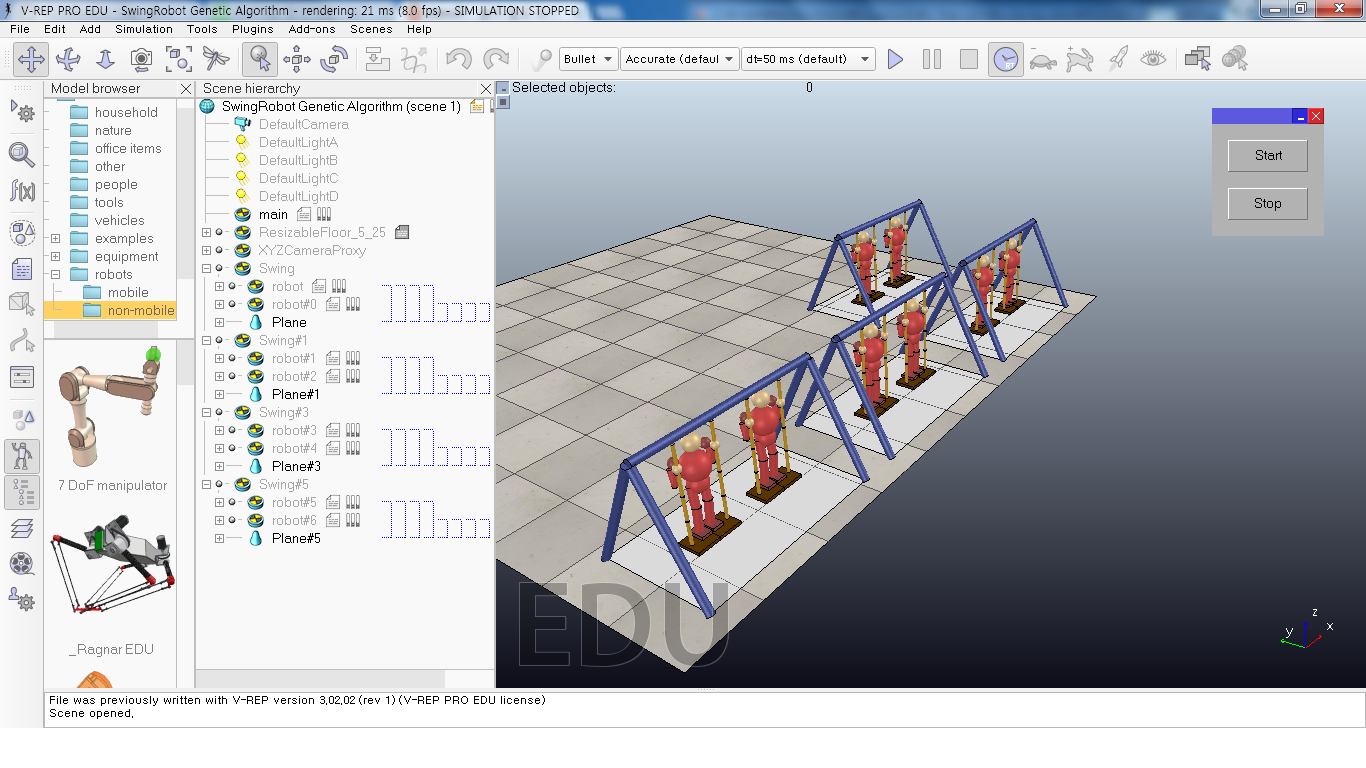 V-REP PRO EDU - SwingRobot Genetic Algorithm - rendering: 21 ms (8.0 fps) - SIMULATION STOPPED
File Edit Add Simulation Tools Plugins Add-ons Scenes Help
Bullet Accurate (defaul dt=50 ms (default)
Model browser
household
nature
office items
other
people
tools
vehicles
examples
equipment
robots
mobile
non-mobile
7 DoF manipulator
_Ragnar EDU
Scene hierarchy
SwingRobot Genetic Algorithm (scene 1)
DefaultCamera
DefaultLightA
DefaultLightB
DefaultLightC
DefaultLightD
main
ResizableFloor_5_25
XYZCameraProxy
Swing
robot
robot#0
Plane
Swing#1
robot#1
robot#2
Plane#1
Swing#3
robot#3
robot#4
Plane#3
Swing#5
robot#5
robot#6
Plane#5
Selected objects: 0
Start
Stop
EDU
z
x
y
File was previously written with V-REP version 3,02,02 (rev 1) (V-REP PRO EDU license)
Scene opened,